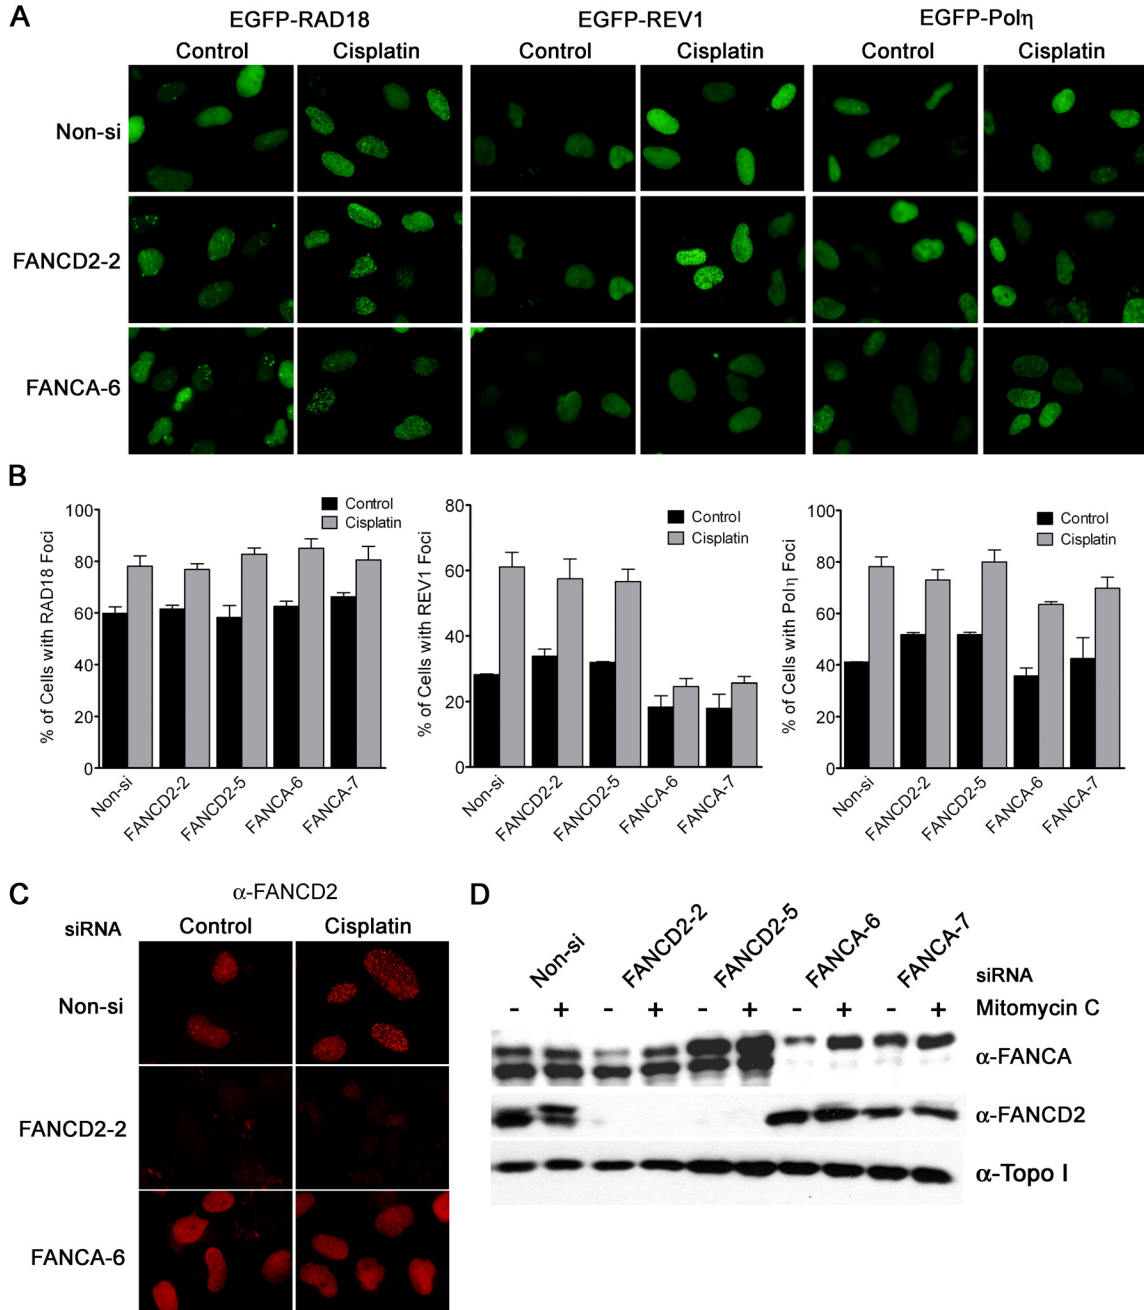 A
EGFP-RAD18 EGFP-REV1 EGFP-Polη
Control Cisplatin Control Cisplatin Control Cisplatin
Non-si
FANCD2-2
FANCA-6
B
% of Cells with RAD18 Foci
100
80
60
40
20
0
Control
Cisplatin
Non-si FANCD2-2 FANCD2-5 FANCA-6 FANCA-7
% of Cells with REV1 Foci
80
60
40
20
0
Control
Cisplatin
Non-si FANCD2-2 FANCD2-5 FANCA-6 FANCA-7
% of Cells with Polη Foci
100
80
60
40
20
0
Control
Cisplatin
Non-si FANCD2-2 FANCD2-5 FANCA-6 FANCA-7
C
α-FANCD2
siRNA Control Cisplatin
Non-si
FANCD2-2
FANCA-6
D
Non-si FANCD2-2 FANCD2-5 FANCA-6 FANCA-7 siRNA
- + - + - + - + - + Mitomycin C
α-FANCA
α-FANCD2
α-Topo I